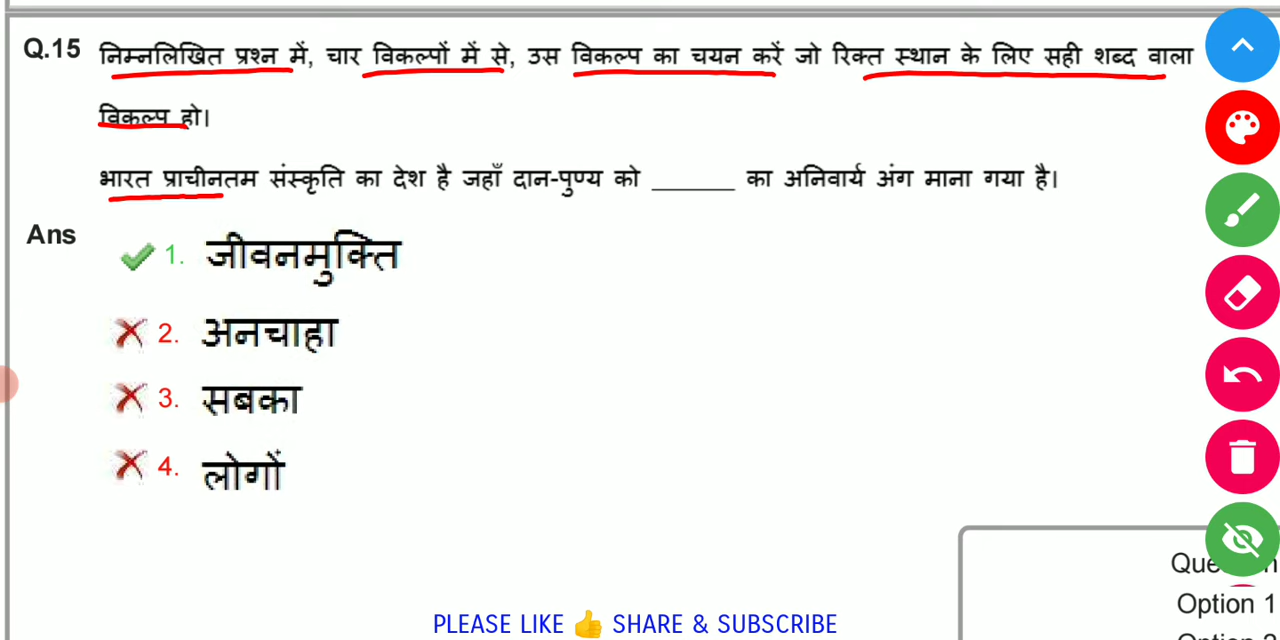 Q.15 निम्नलिखित प्रश्न में, चार विकल्पों में से, उस विकल्प का चयन करें जो रिक्त स्थान के लिए सही शब्द वाला
विकल्प हो।
भारत प्राचीनतम संस्कृति का देश है जहाँ दान-पुण्य को ______ का अनिवार्य अंग माना गया है।
Ans
1. जीवनमुक्ति
2. अनचाहा
3. सबका
4. लोगों
Option 1
PLEASE LIKE 👍 SHARE & SUBSCRIBE